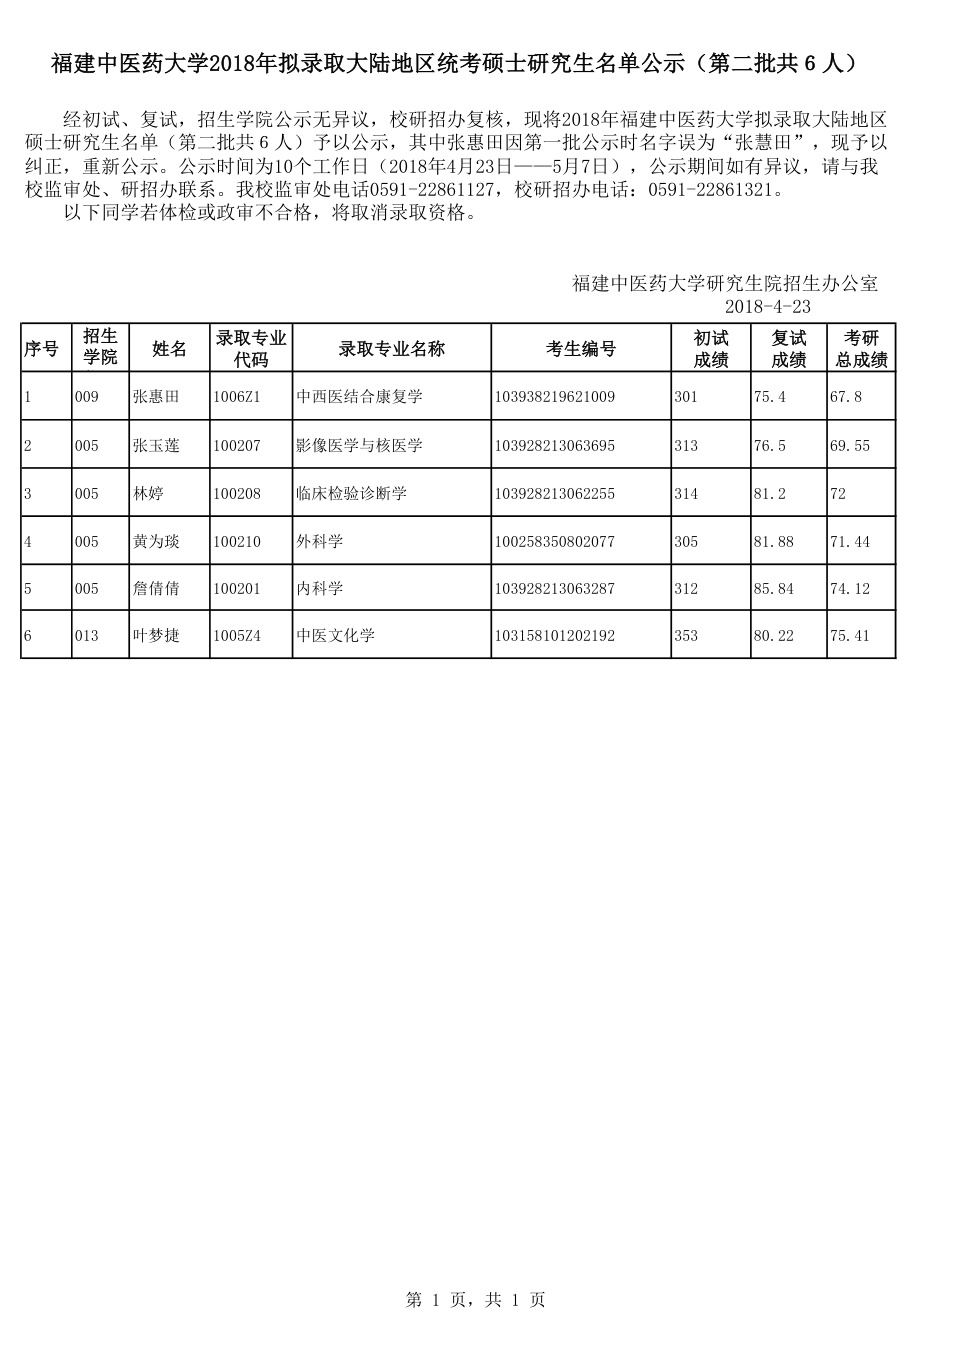 福建中医药大学2018年拟录取大陆地区统考硕士研究生名单公示（第二批共６人）
经初试、复试，招生学院公示无异议，校研招办复核，现将2018年福建中医药大学拟录取大陆地区
硕士研究生名单（第二批共６人）予以公示，其中张惠田因第一批公示时名字误为“张慧田”，现予以
纠正，重新公示。公示时间为10个工作日（2018年4月23日——5月7日），公示期间如有异议，请与我
校监审处、研招办联系。我校监审处电话0591-22861127，校研招办电话：0591-22861321。
以下同学若体检或政审不合格，将取消录取资格。
福建中医药大学研究生院招生办公室
2018-4-23
序号 招生学院 姓名 录取专业代码 录取专业名称 考生编号 初试成绩 复试成绩 考研总成绩
1 009 张惠田 1006Z1 中西医结合康复学 103938219621009 301 75.4 67.8
2 005 张玉莲 100207 影像医学与核医学 103928213063695 313 76.5 69.55
3 005 林婷 100208 临床检验诊断学 103928213062255 314 81.2 72
4 005 黄为琰 100210 外科学 100258350802077 305 81.88 71.44
5 005 詹倩倩 100201 内科学 103928213063287 312 85.84 74.12
6 013 叶梦捷 1005Z4 中医文化学 103158101202192 353 80.22 75.41
第 1 页，共 1 页